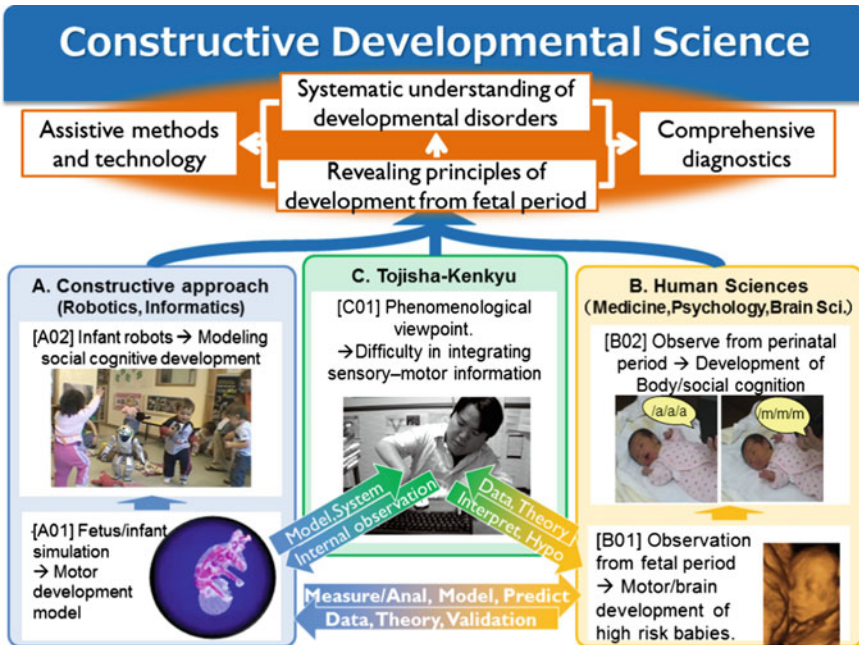 Constructive Developmental Science
Systematic understanding of
developmental disorders
Assistive methods
and technology
Comprehensive
diagnostics
Revealing principles of
development from fetal period
A. Constructive approach
(Robotics, Informatics)
[A02] Infant robots → Modeling
social cognitive development
[A01] Fetus/infant
simulation
→ Motor
development
model
C. Tojisha-Kenkyu
[C01] Phenomenological
viewpoint.
→Difficulty in integrating
sensory–motor information
B. Human Sciences
(Medicine,Psychology,Brain Sci.)
[B02] Observe from perinatal
period → Development of
Body/social cognition
/a/a/a
/m/m/m
[B01] Observation
from fetal period
→ Motor/brain
development of
high risk babies.
Model,System
Internal observation
Data, Theory,
Interpret, Hypo
Measure/Anal, Model, Predict
Data, Theory, Validation